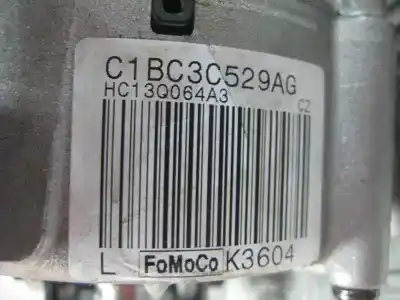 C1BC3C529AG
HC13Q064A3
CZ
L FoMoCo K3604